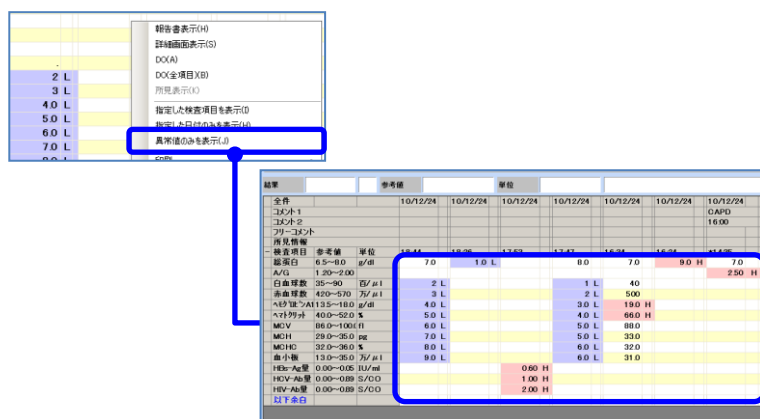 報告書表示(H)
詳細画面表示(S)
DO(A)
DO(全項目)(B)
所見表示(K)
指定した検査項目を表示(I)
指定した日付のみを表示(H)
異常値のみを表示(J)
2 L
3 L
4.0 L
5.0 L
6.0 L
7.0 L
結果 参考値 単位
全件 10/12/24 10/12/24 10/12/24 10/12/24 10/12/24 10/12/24 10/12/24
コメント1 CAPD
コメント2 16:00
フリーコメント
所見情報
検査項目 参考値 単位
総蛋白 6.5～8.0 g/dl 7.0 1.0 L 8.0 7.0 9.0 H 7.0
A/G 1.20～2.00 2.50 H
白血球数 35～90 百/μl 2 L 1 L 40
赤血球数 420～570 万/μl 3 L 2 L 500
13.5～18.0 g/dl 4.0 L 3.0 L 19.0 H
ヘマトクリット 40.0～52.0 % 5.0 L 4.0 L 66.0 H
MCV fl 6.0 L 5.0 L 88.0
MCH 29.0～35.0 pg 7.0 L 5.0 L 33.0
MCHC 32.0～36.0 % 8.0 L 6.0 L 32.0
血小板 13.0～35.0 万/μl 9.0 L 6.0 L 31.0
HBs-Ag量 0.00～0.05 IU/ml 0.60 H
HCV-Ab量 0.00～0.89 S/CO 1.00 H
HIV-Ab量 0.00～0.89 S/CO 2.00 H
以下余白